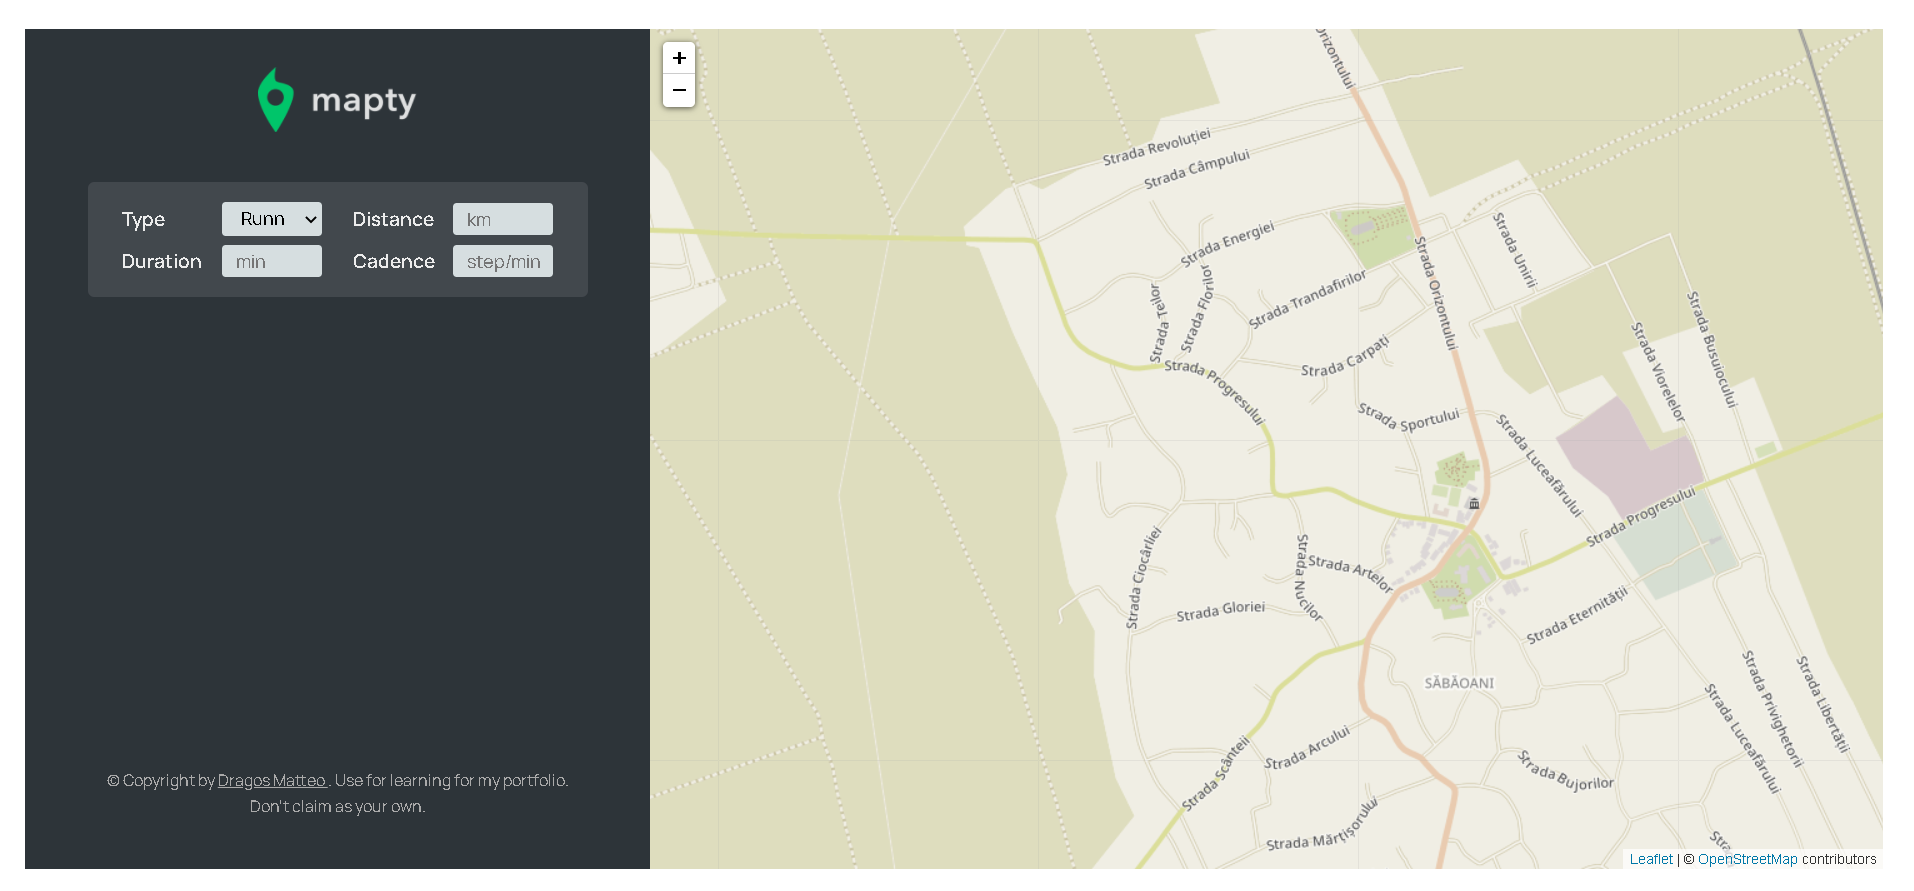 mapty
Type
Runn
Distance
km
Duration
min
Cadence
step/min
© Copyright by Dragos Matteo . Use for learning for my portfolio.
Don't claim as your own.
+
−
Orizontului
Strada Revoluției
Strada Câmpului
Strada Energiei
Strada Unirii
Strada Orizontului
Strada Florilor
Strada Teilor
Strada Trandafirilor
Strada Busuiocului
Strada Viorelelor
Strada Carpați
Strada Progresului
Strada Sportului
Strada Luceafărului
Strada Progresului
Strada Ciocârliei
Strada Nucilor
Strada Artelor
Strada Gloriei
Strada Eternității
SĂBĂOANI
Strada Privighetorii
Strada Libertății
Strada Luceafărului
Strada Arcului
Strada Scânteii
Strada Bujorilor
Strada Mărțișorului
Leaflet | © OpenStreetMap contributors